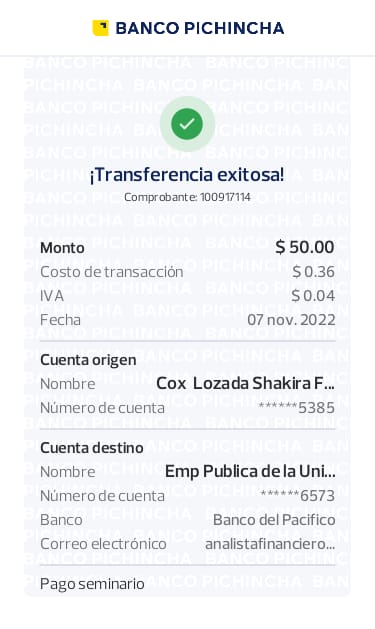 BANCO PICHINCHA
¡Transferencia exitosa!
Comprobante: 100917114
Monto $ 50.00
Costo de transacción $ 0.36
IVA $ 0.04
Fecha 07 nov. 2022
Cuenta origen
Nombre Cox Lozada Shakira F...
Número de cuenta ******5385
Cuenta destino
Nombre Emp Publica de la Uni...
Número de cuenta ******6573
Banco Banco del Pacifico
Correo electrónico analistafinanciero...
Pago seminario